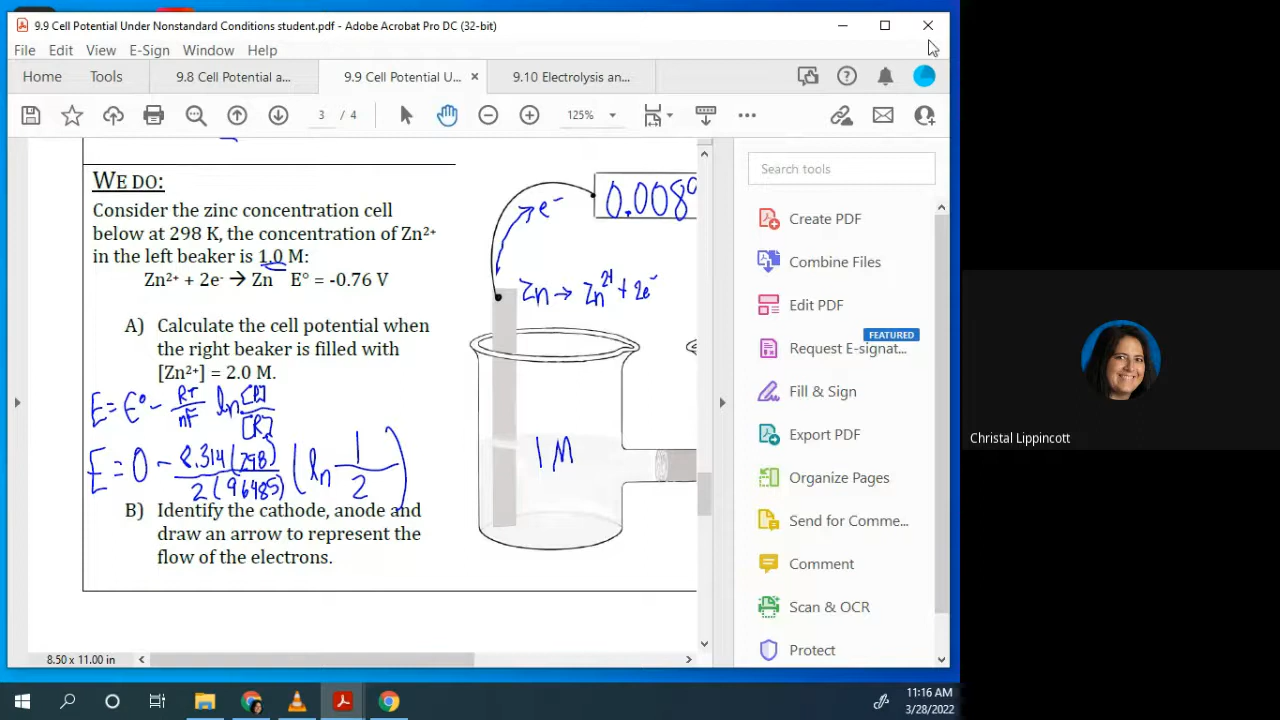 9.9 Cell Potential Under Nonstandard Conditions student.pdf - Adobe Acrobat Pro DC (32-bit)
File Edit View E-Sign Window Help
Home Tools 9.8 Cell Potential a... 9.9 Cell Potential U... × 9.10 Electrolysis an...
3 / 4 125%
WE DO:
Consider the zinc concentration cell
below at 298 K, the concentration of Zn²⁺
in the left beaker is 1.0 M:
Zn²⁺ + 2e⁻ → Zn E° = -0.76 V
A) Calculate the cell potential when
the right beaker is filled with
[Zn²⁺] = 2.0 M.
E = E° - RT/nF ln [P]/[R]
E = 0 - 8.314(298)/2(96485) (ln 1/2)
B) Identify the cathode, anode and
draw an arrow to represent the
flow of the electrons.
e⁻
0.0089
Zn → Zn²⁺ + 2e⁻
1 M
8.50 x 11.00 in
Search tools
Create PDF
Combine Files
Edit PDF
FEATURED
Request E-signat...
Fill & Sign
Export PDF
Organize Pages
Send for Comme...
Comment
Scan & OCR
Protect
Christal Lippincott
11:16 AM
3/28/2022